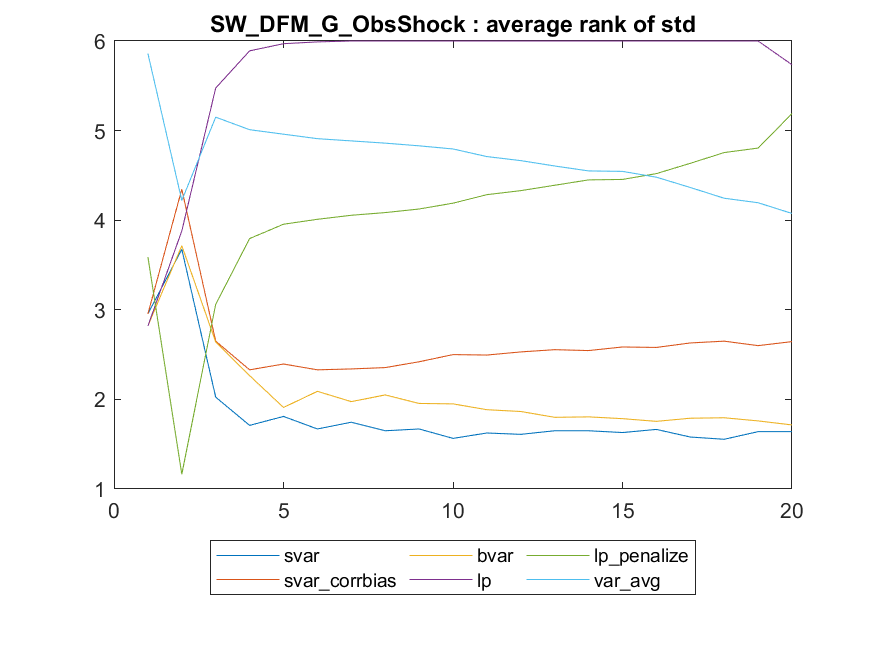 SW_DFM_G_ObsShock : average rank of std
6
5
4
3
2
1
0 5 10 15 20
svar bvar lp_penalize
svar_corrbias lp var_avg